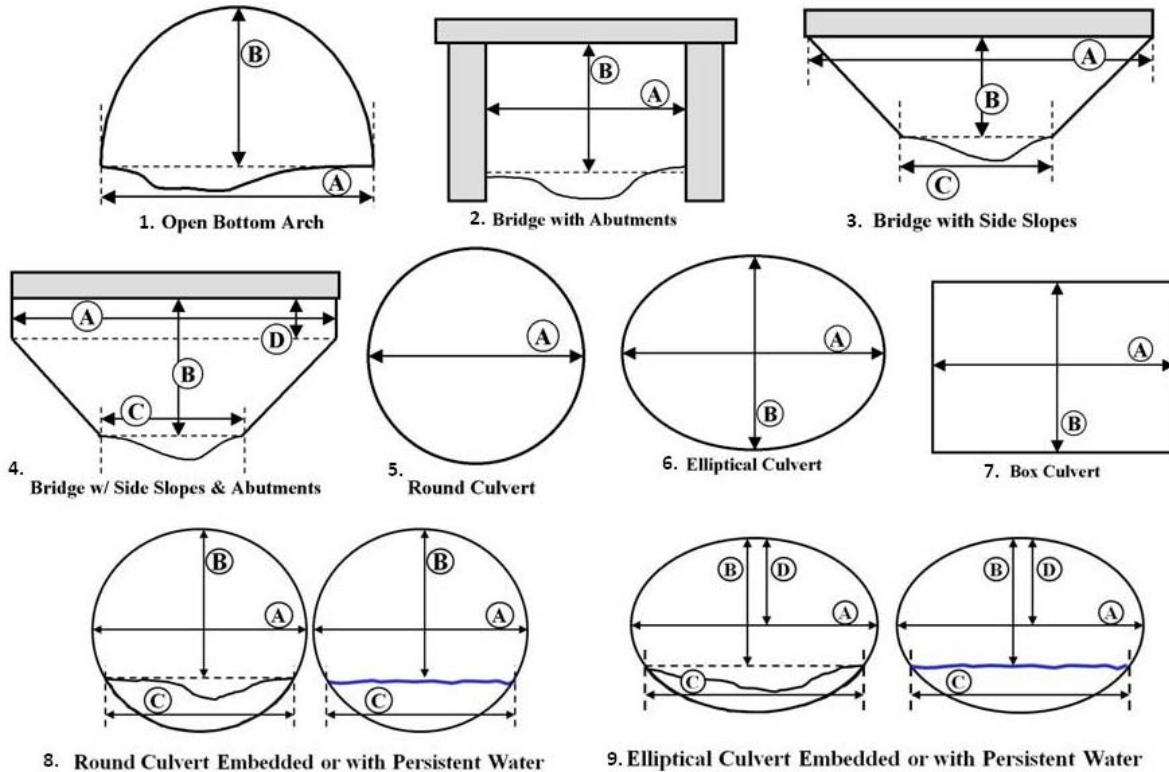 B
A
1. Open Bottom Arch
B
A
2. Bridge with Abutments
A
B
C
3. Bridge with Side Slopes
A
D
B
C
4.
Bridge w/ Side Slopes & Abutments
A
5.
Round Culvert
A
B
6. Elliptical Culvert
A
B
7. Box Culvert
B
A
C
B
A
C
8. Round Culvert Embedded or with Persistent Water
B
D
A
C
B
D
A
C
9. Elliptical Culvert Embedded or with Persistent Water